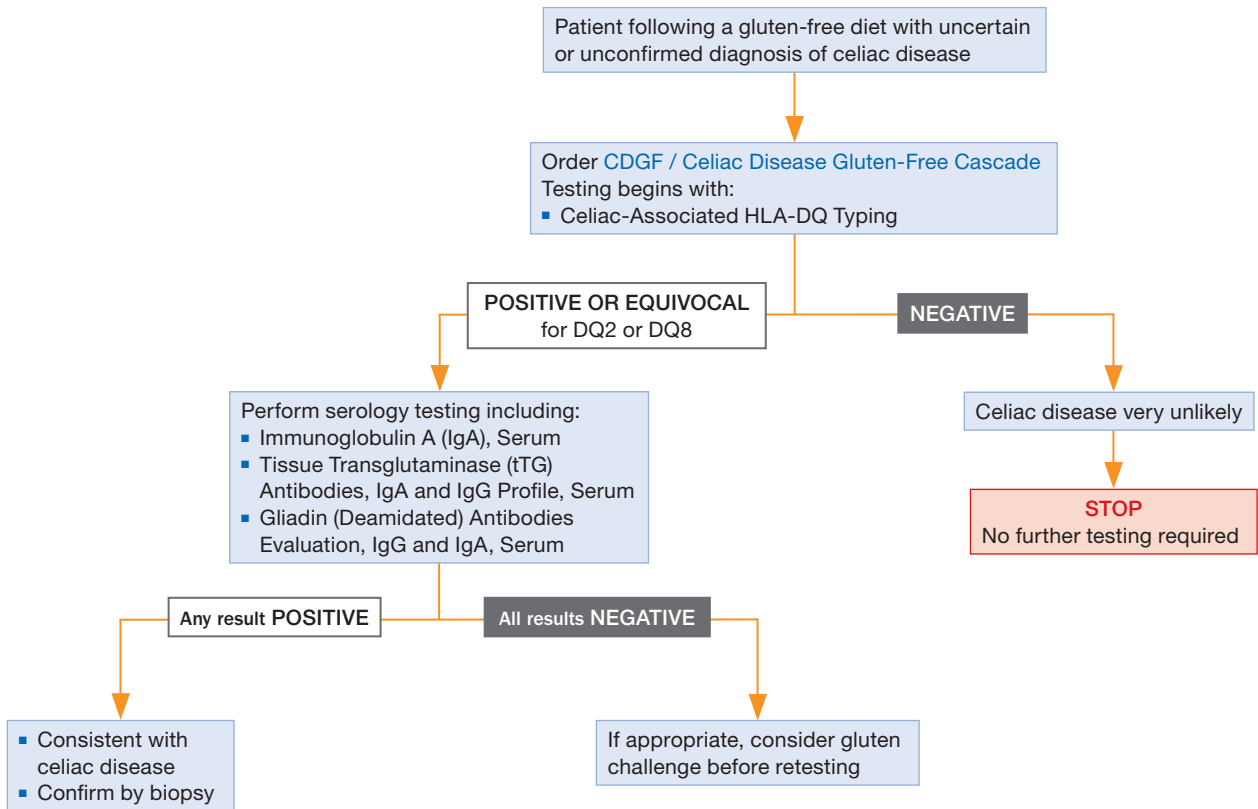 Patient following a gluten-free diet with uncertain
or unconfirmed diagnosis of celiac disease
Order CDGF / Celiac Disease Gluten-Free Cascade
Testing begins with:
▪ Celiac-Associated HLA-DQ Typing
POSITIVE OR EQUIVOCAL
for DQ2 or DQ8
NEGATIVE
Perform serology testing including:
▪ Immunoglobulin A (IgA), Serum
▪ Tissue Transglutaminase (tTG)
Antibodies, IgA and IgG Profile, Serum
▪ Gliadin (Deamidated) Antibodies
Evaluation, IgG and IgA, Serum
Celiac disease very unlikely
STOP
No further testing required
Any result POSITIVE
All results NEGATIVE
▪ Consistent with
celiac disease
▪ Confirm by biopsy
If appropriate, consider gluten
challenge before retesting